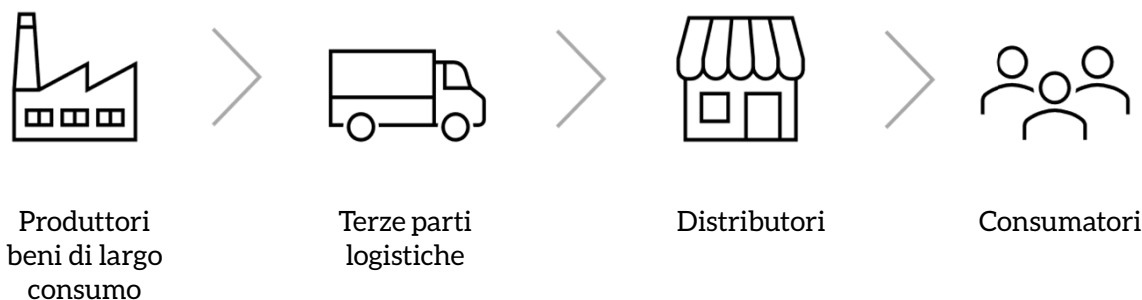 Produttori
beni di largo
consumo
Terze parti
logistiche
Distributori
Consumatori